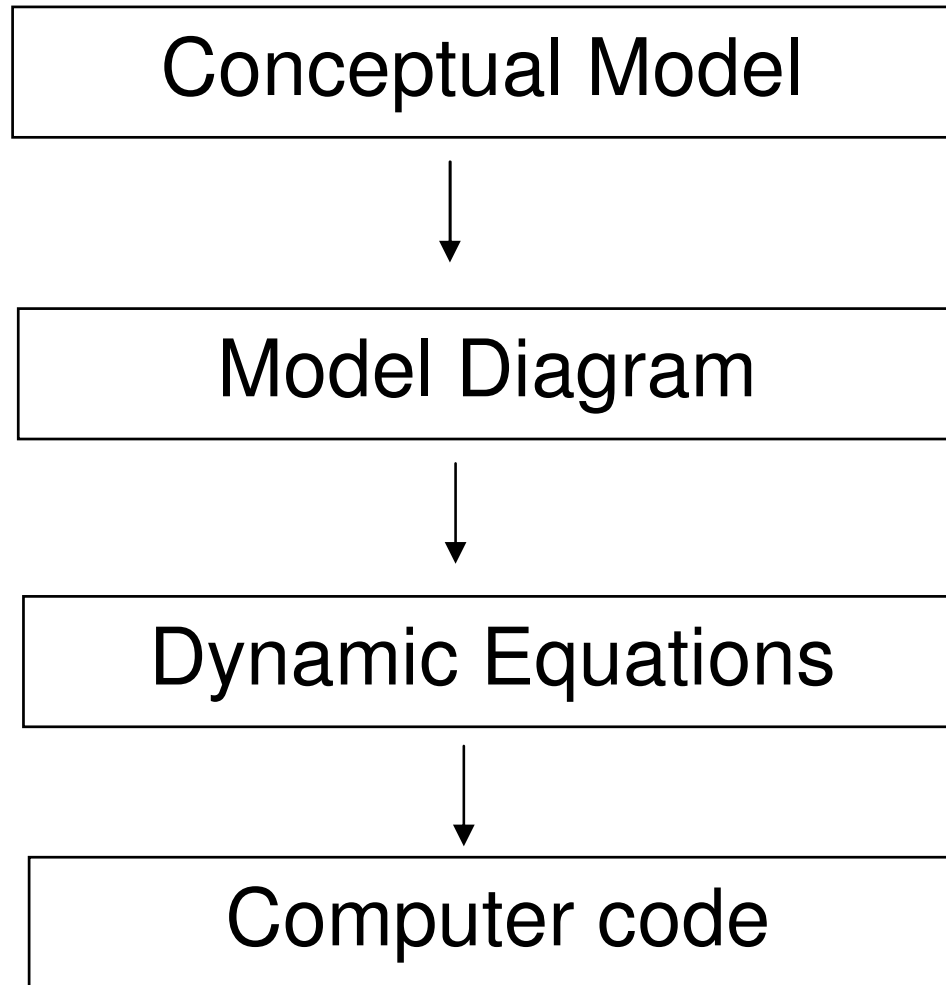 Conceptual Model
Model Diagram
Dynamic Equations
Computer code